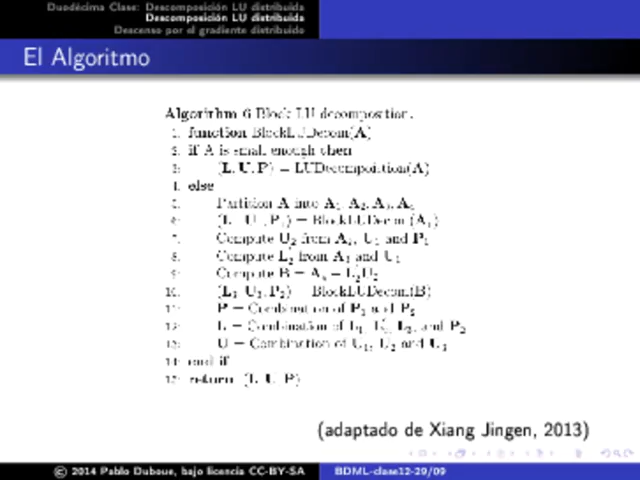 Duodécima Clase: Descomposición LU distribuida
Descomposición LU distribuida
Descenso por el gradiente distribuido
El Algoritmo
Algorithm 6 Block LU decomposition.
1: function BlockLUDecom(A)
2: if A is small enough then
3: (L, U, P) = LUDecomposition(A)
4: else
5: Partition A into A1, A2, A3, A4
6: (L1, U1, P1) = BlockLUDecom(A1)
7: Compute U2 from A2, and P1
8: Compute L'2 from A3 and U1
9: Compute B = A4 − L'2U2
10: (L3, U3, P2) = BlockLUDecom(B)
11: P = Combination of P1 and P2
12: L = Combination of L1, L'2, L3, and P2
13: U = Combination of U1, U2 and U3
14: end if
15: return (L, U, P)
(adaptado de Xiang Jingen, 2013)
© 2014 Pablo Duboue, bajo licencia CC-BY-SA
BDML-clase12-29/09